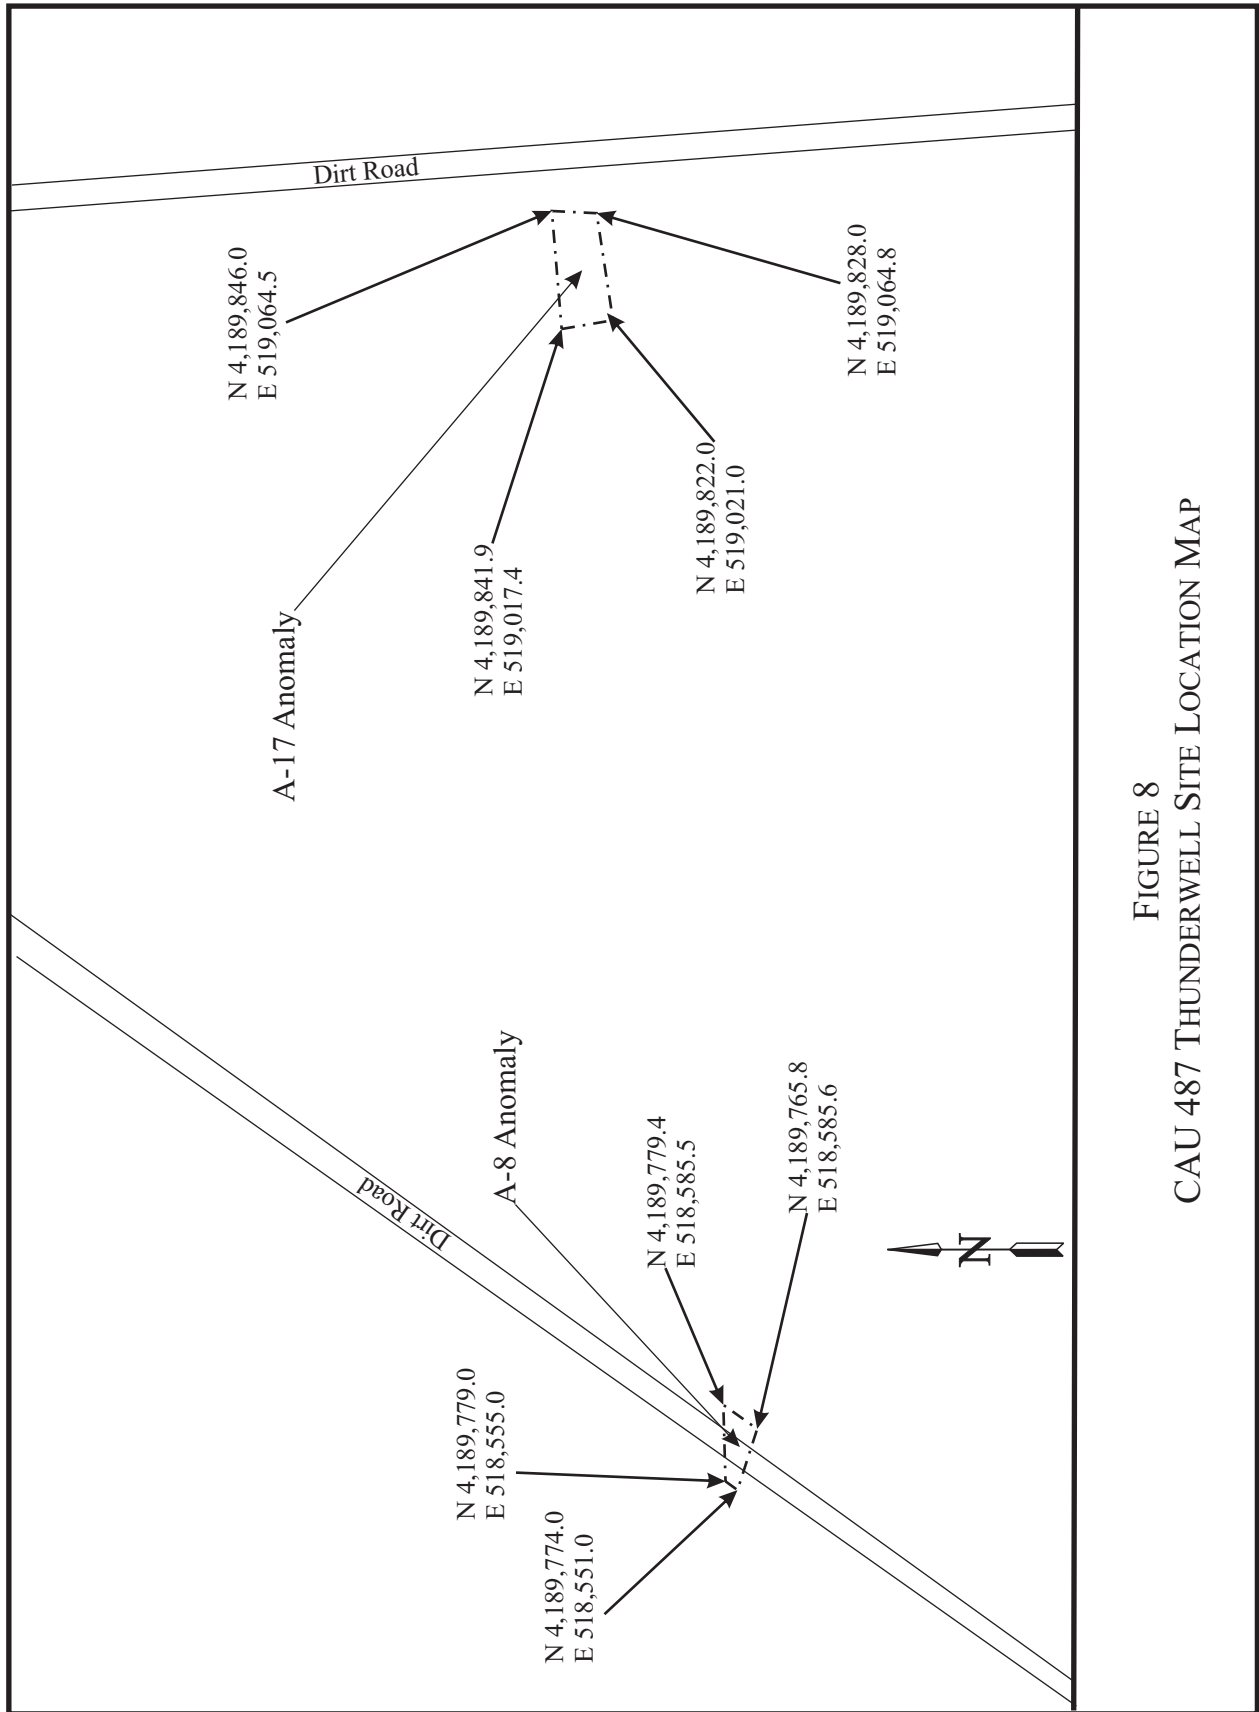 Dirt Road
N 4,189,846.0
E 519,064.5
A-17 Anomaly
N 4,189,841.9
E 519,017.4
N 4,189,822.0
E 519,021.0
N 4,189,828.0
E 519,064.8
Dirt Road
A-8 Anomaly
N 4,189,779.0
E 518,555.0
N 4,189,774.0
E 518,551.0
N 4,189,779.4
E 518,585.5
N 4,189,765.8
E 518,585.6
N
FIGURE 8
CAU 487 THUNDERWELL SITE LOCATION MAP